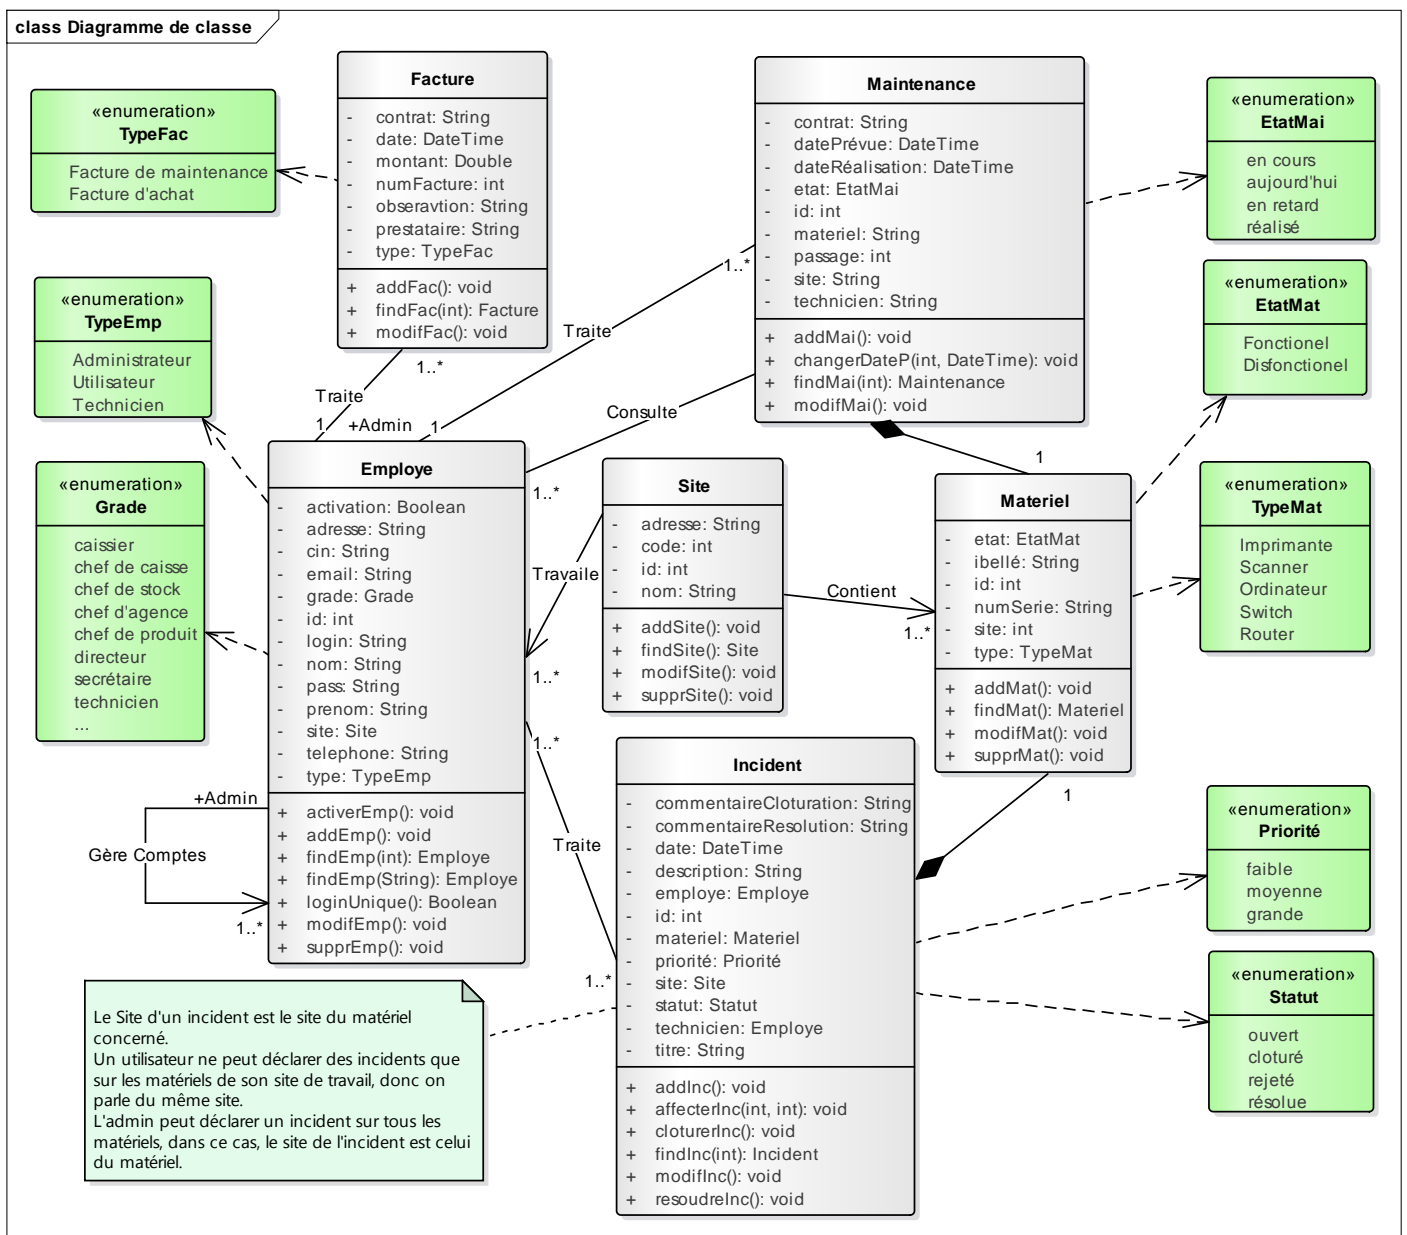 class Diagramme de classe
«enumeration»
TypeFac
Facture de maintenance
Facture d'achat
Facture
- contrat: String
- date: DateTime
- montant: Double
- numFacture: int
- obseravtion: String
- prestataire: String
- type: TypeFac
+ addFac(): void
+ findFac(int): Facture
+ modifFac(): void
Maintenance
- contrat: String
- datePrévue: DateTime
- dateRéalisation: DateTime
- etat: EtatMai
- id: int
- materiel: String
- passage: int
- site: String
- technicien: String
+ addMai(): void
+ changerDateP(int, DateTime): void
+ findMai(int): Maintenance
+ modifMai(): void
«enumeration»
EtatMai
en cours
aujourd'hui
en retard
réalisé
«enumeration»
TypeEmp
Administrateur
Utilisateur
Technicien
«enumeration»
EtatMat
Fonctionel
Disfonctionel
1..*
Traite
1
1..*
Traite
+Admin
1
Consulte
1..*
1
«enumeration»
Grade
caissier
chef de caisse
chef de stock
chef d'agence
chef de produit
directeur
secrétaire
technicien
...
Employe
- activation: Boolean
- adresse: String
- cin: String
- email: String
- grade: Grade
- id: int
- login: String
- nom: String
- pass: String
- prenom: String
- site: Site
- telephone: String
- type: TypeEmp
+ activerEmp(): void
+ addEmp(): void
+ findEmp(int): Employe
+ findEmp(String): Employe
+ loginUnique(): Boolean
+ modifEmp(): void
+ supprEmp(): void
Site
- adresse: String
- code: int
- id: int
- nom: String
+ addSite(): void
+ findSite(): Site
+ modifSite(): void
+ supprSite(): void
Travaile
1..*
Contient
1..*
Materiel
- etat: EtatMat
- ibellé: String
- id: int
- numSerie: String
- site: int
- type: TypeMat
+ addMat(): void
+ findMat(): Materiel
+ modifMat(): void
+ supprMat(): void
«enumeration»
TypeMat
Imprimante
Scanner
Ordinateur
Switch
Router
+Admin
Gère Comptes
1..*
1..*
Traite
1..*
1
Incident
- commentaireCloturation: String
- commentaireResolution: String
- date: DateTime
- description: String
- employe: Employe
- id: int
- materiel: Materiel
- priorité: Priorité
- site: Site
- statut: Statut
- technicien: Employe
- titre: String
+ addInc(): void
+ affecterInc(int, int): void
+ cloturerInc(): void
+ findInc(int): Incident
+ modifInc(): void
+ resoudreInc(): void
«enumeration»
Priorité
faible
moyenne
grande
«enumeration»
Statut
ouvert
cloturé
rejeté
résolue
Le Site d'un incident est le site du matériel
concerné.
Un utilisateur ne peut déclarer des incidents que
sur les matériels de son site de travail, donc on
parle du même site.
L'admin peut déclarer un incident sur tous les
matériels, dans ce cas, le site de l'incident est celui
du matériel.